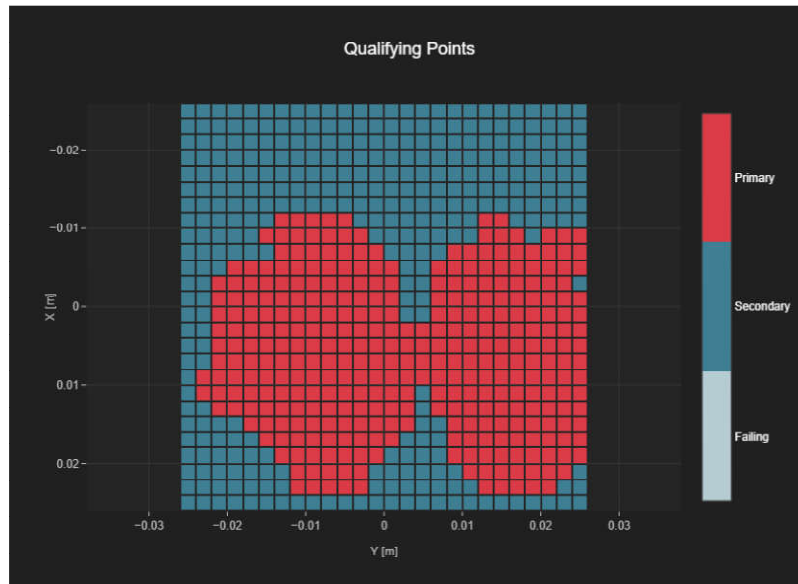 Qualifying Points
−0.02
−0.01
0
0.01
0.02
X [m]
−0.03
−0.02
−0.01
0
0.01
0.02
0.03
Y [m]
Primary
Secondary
Failing